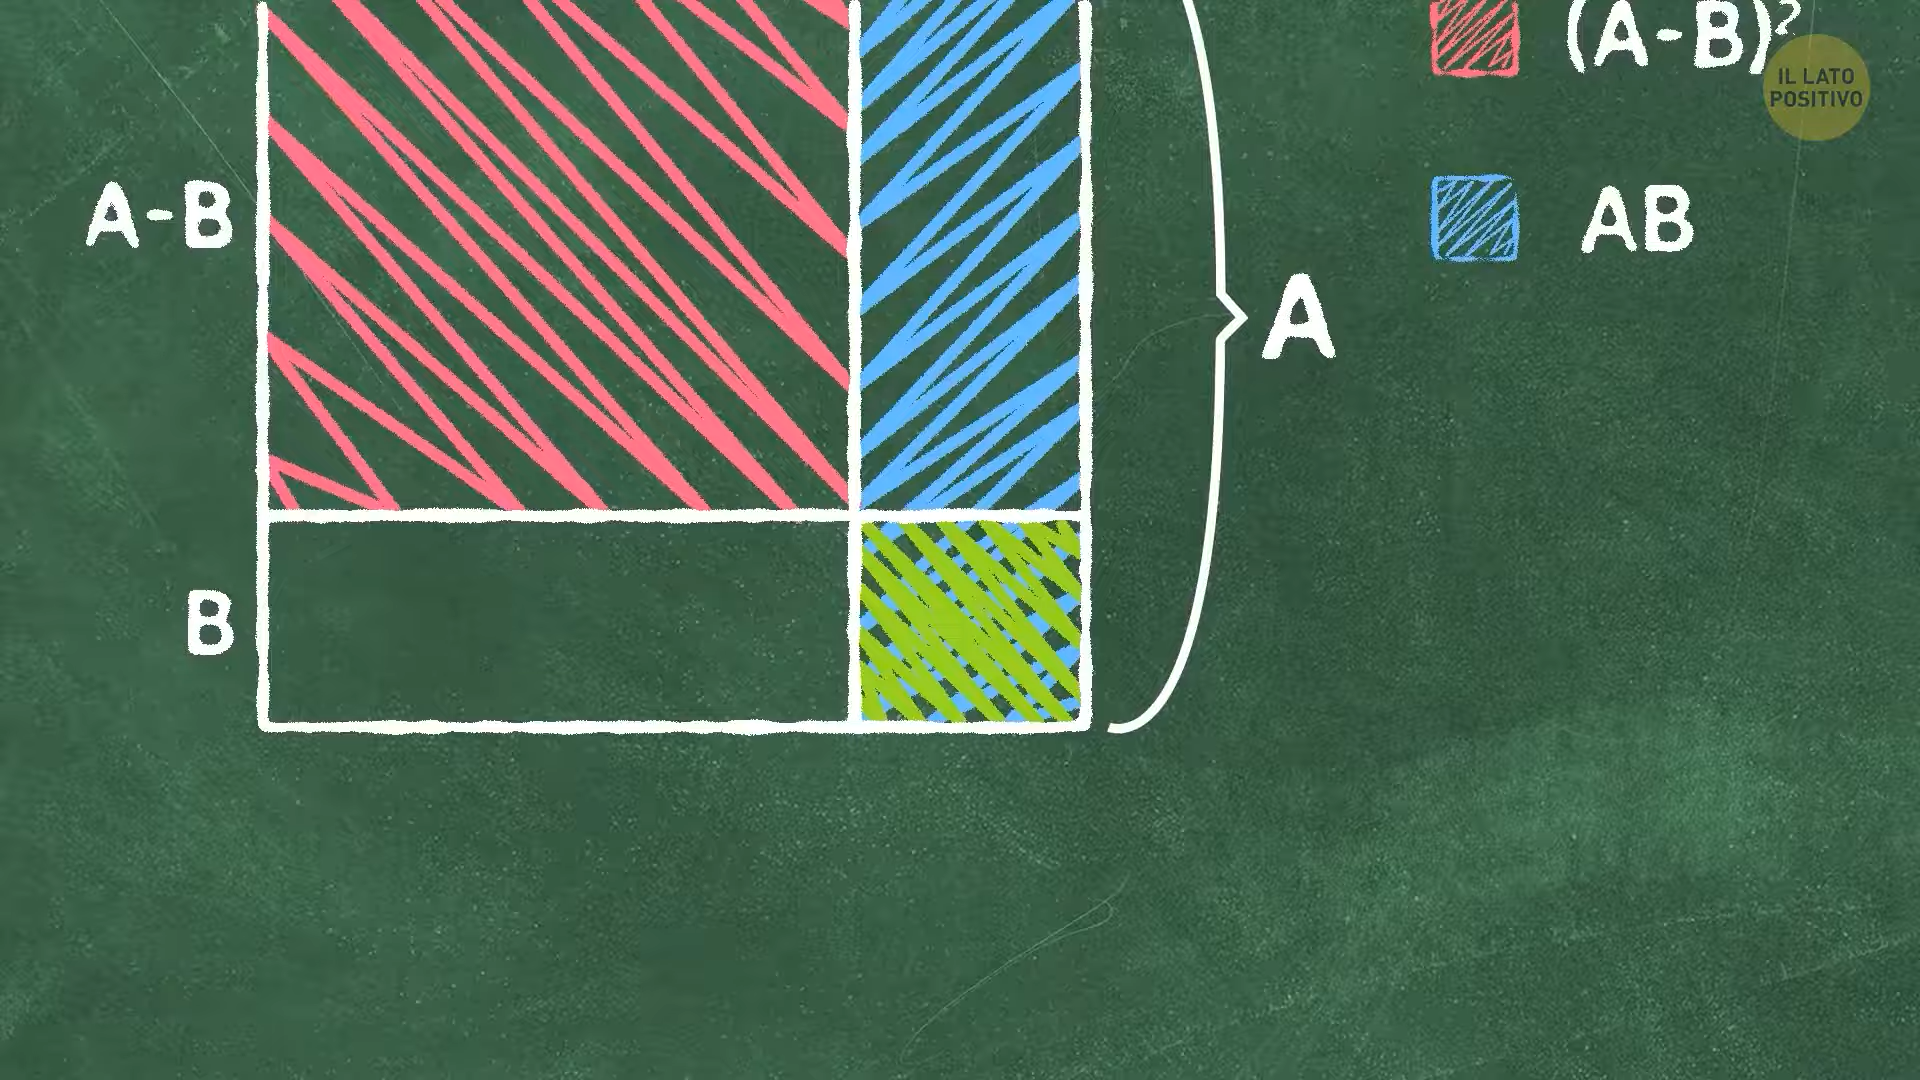 (A-B)²
IL LATO
POSITIVO
A-B
AB
A
B